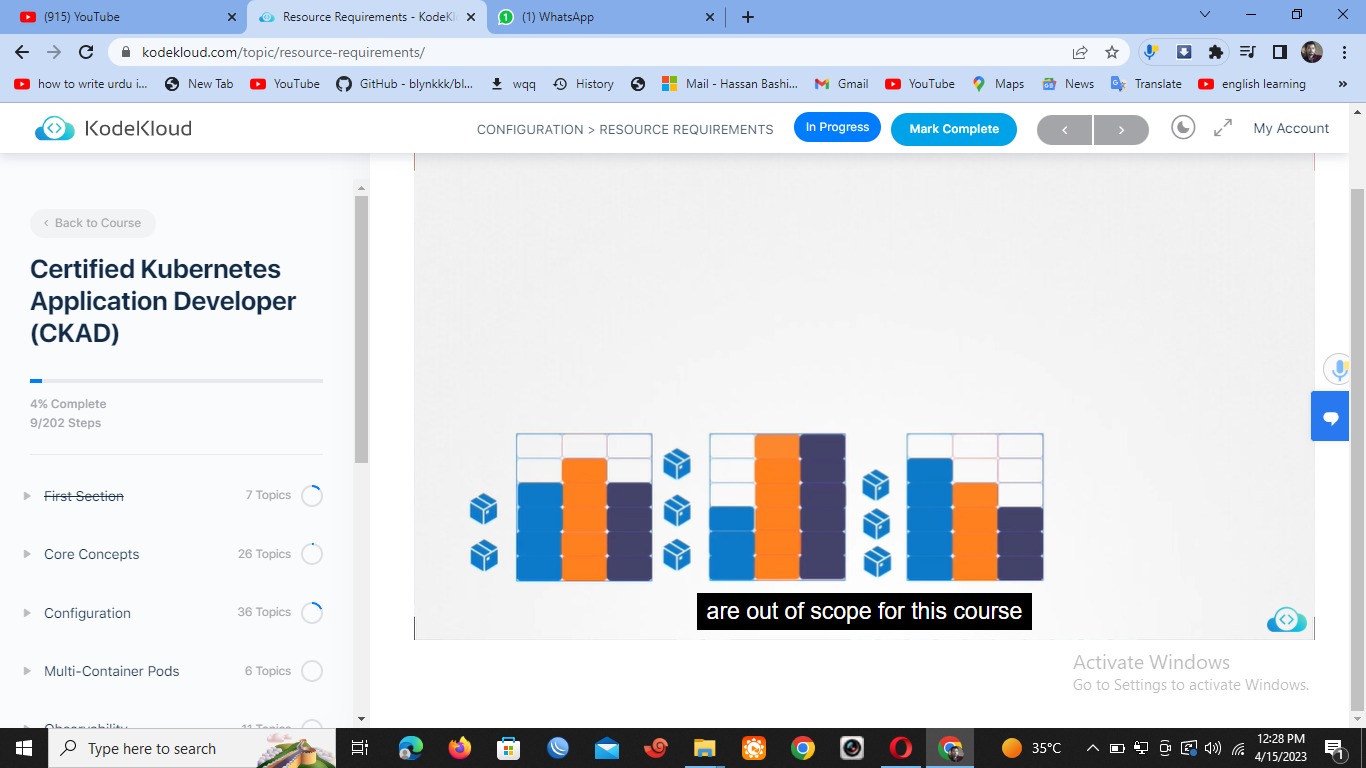 (915) YouTube
Resource Requirements - KodeKl
(1) WhatsApp
kodekloud.com/topic/resource-requirements/
how to write urdu i...
New Tab
YouTube
GitHub - blynkkk/bl...
wqq
History
Mail - Hassan Bashi...
Gmail
YouTube
Maps
News
Translate
english learning
»
KodeKloud
CONFIGURATION > RESOURCE REQUIREMENTS
In Progress
Mark Complete
My Account
Back to Course
Certified Kubernetes
Application Developer
(CKAD)
4% Complete
9/202 Steps
First Section 7 Topics
Core Concepts 26 Topics
Configuration 36 Topics
Multi-Container Pods 6 Topics
Observability 11 Topics
are out of scope for this course
Activate Windows
Go to Settings to activate Windows.
Type here to search
35°C
12:28 PM
4/15/2023
1